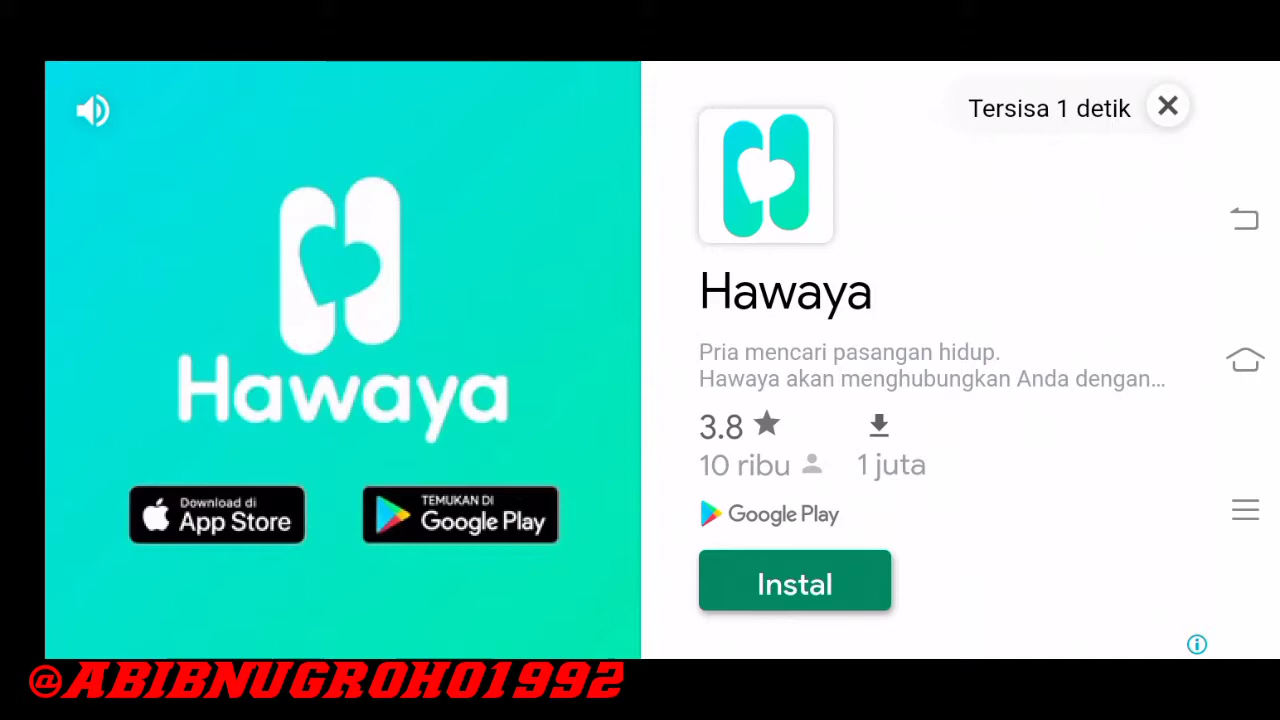 Tersisa 1 detik
Hawaya
Download di
App Store
TEMUKAN DI
Google Play
Hawaya
Pria mencari pasangan hidup.
Hawaya akan menghubungkan Anda dengan...
3.8
10 ribu 1 juta
Google Play
Instal
@ABIBNUGROHO1992